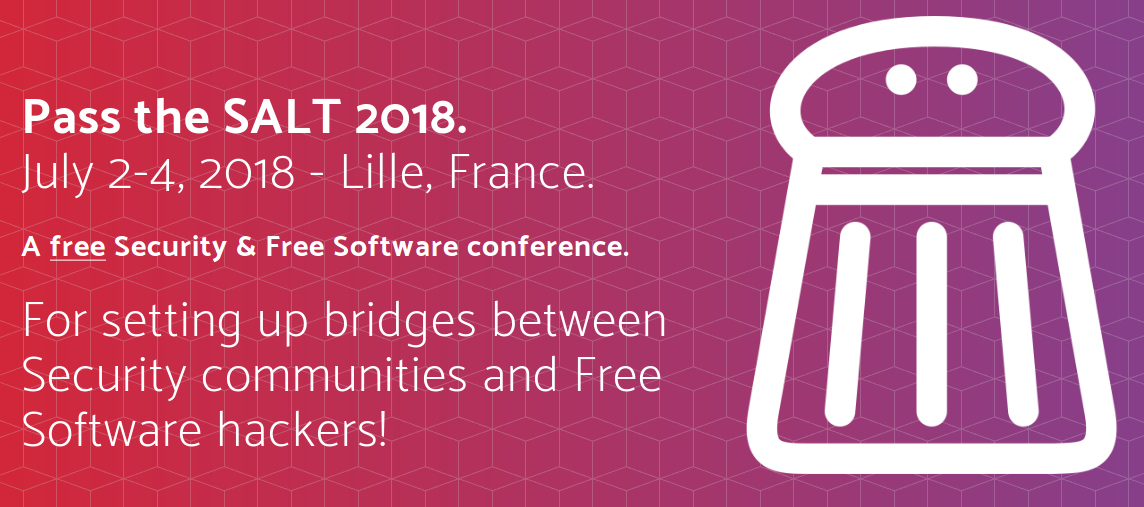 Pass the SALT 2018.
July 2-4, 2018 - Lille, France.
A free Security & Free Software conference.
For setting up bridges between
Security communities and Free
Software hackers!